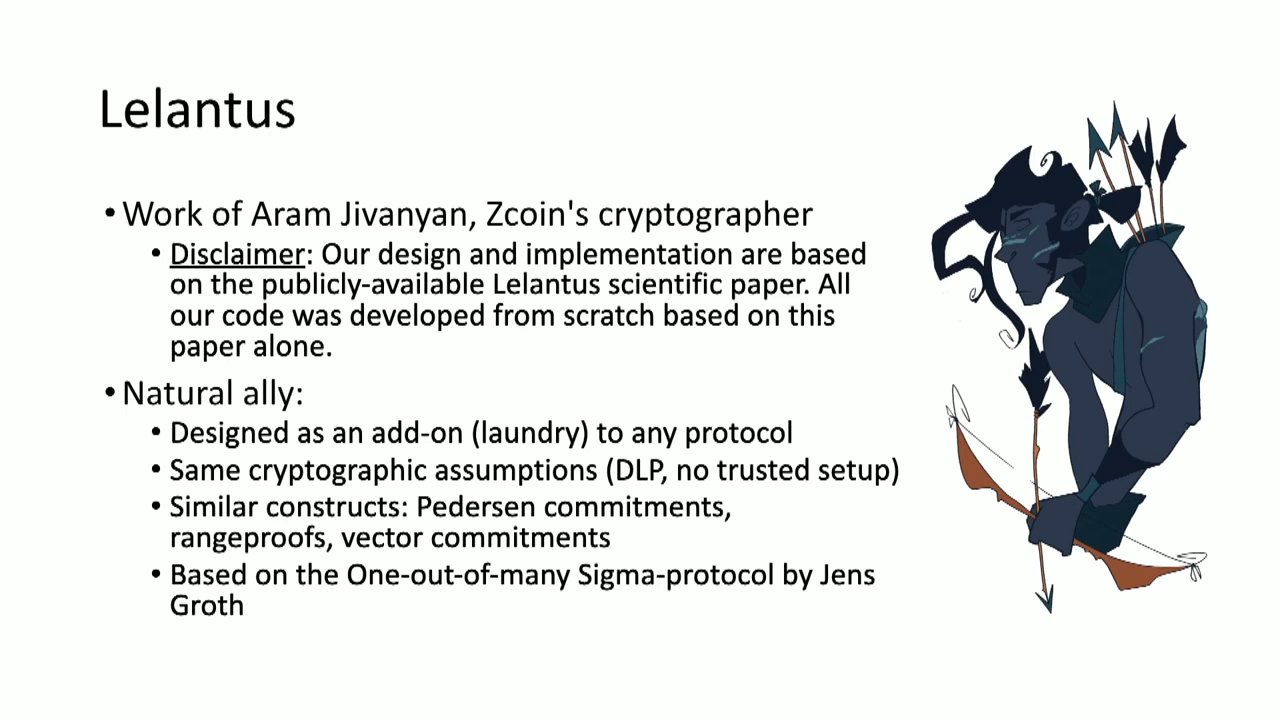 Lelantus
• Work of Aram Jivanyan, Zcoin's cryptographer
• Disclaimer: Our design and implementation are based
on the publicly-available Lelantus scientific paper. All
our code was developed from scratch based on this
paper alone.
• Natural ally:
• Designed as an add-on (laundry) to any protocol
• Same cryptographic assumptions (DLP, no trusted setup)
• Similar constructs: Pedersen commitments,
rangeproofs, vector commitments
• Based on the One-out-of-many Sigma-protocol by Jens
Groth